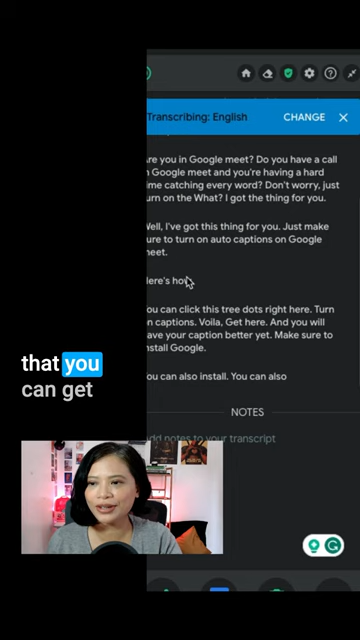 Transcribing: English
CHANGE
re you in Google meet? Do you have a call
n Google meet and you're having a hard
ime catching every word? Don't worry, just
urn on the What? I got the thing for you.
ell, I've got this thing for you. Just make
ure to turn on auto captions on Google
eet.
ere's how
ou can click this tree dots right here. Turn
n captions. Voila, Get here. And you will
ave your caption better yet. Make sure to
nstall Google.
ou can also install. You can also
that you
can get
NOTES
dd notes to your transcript